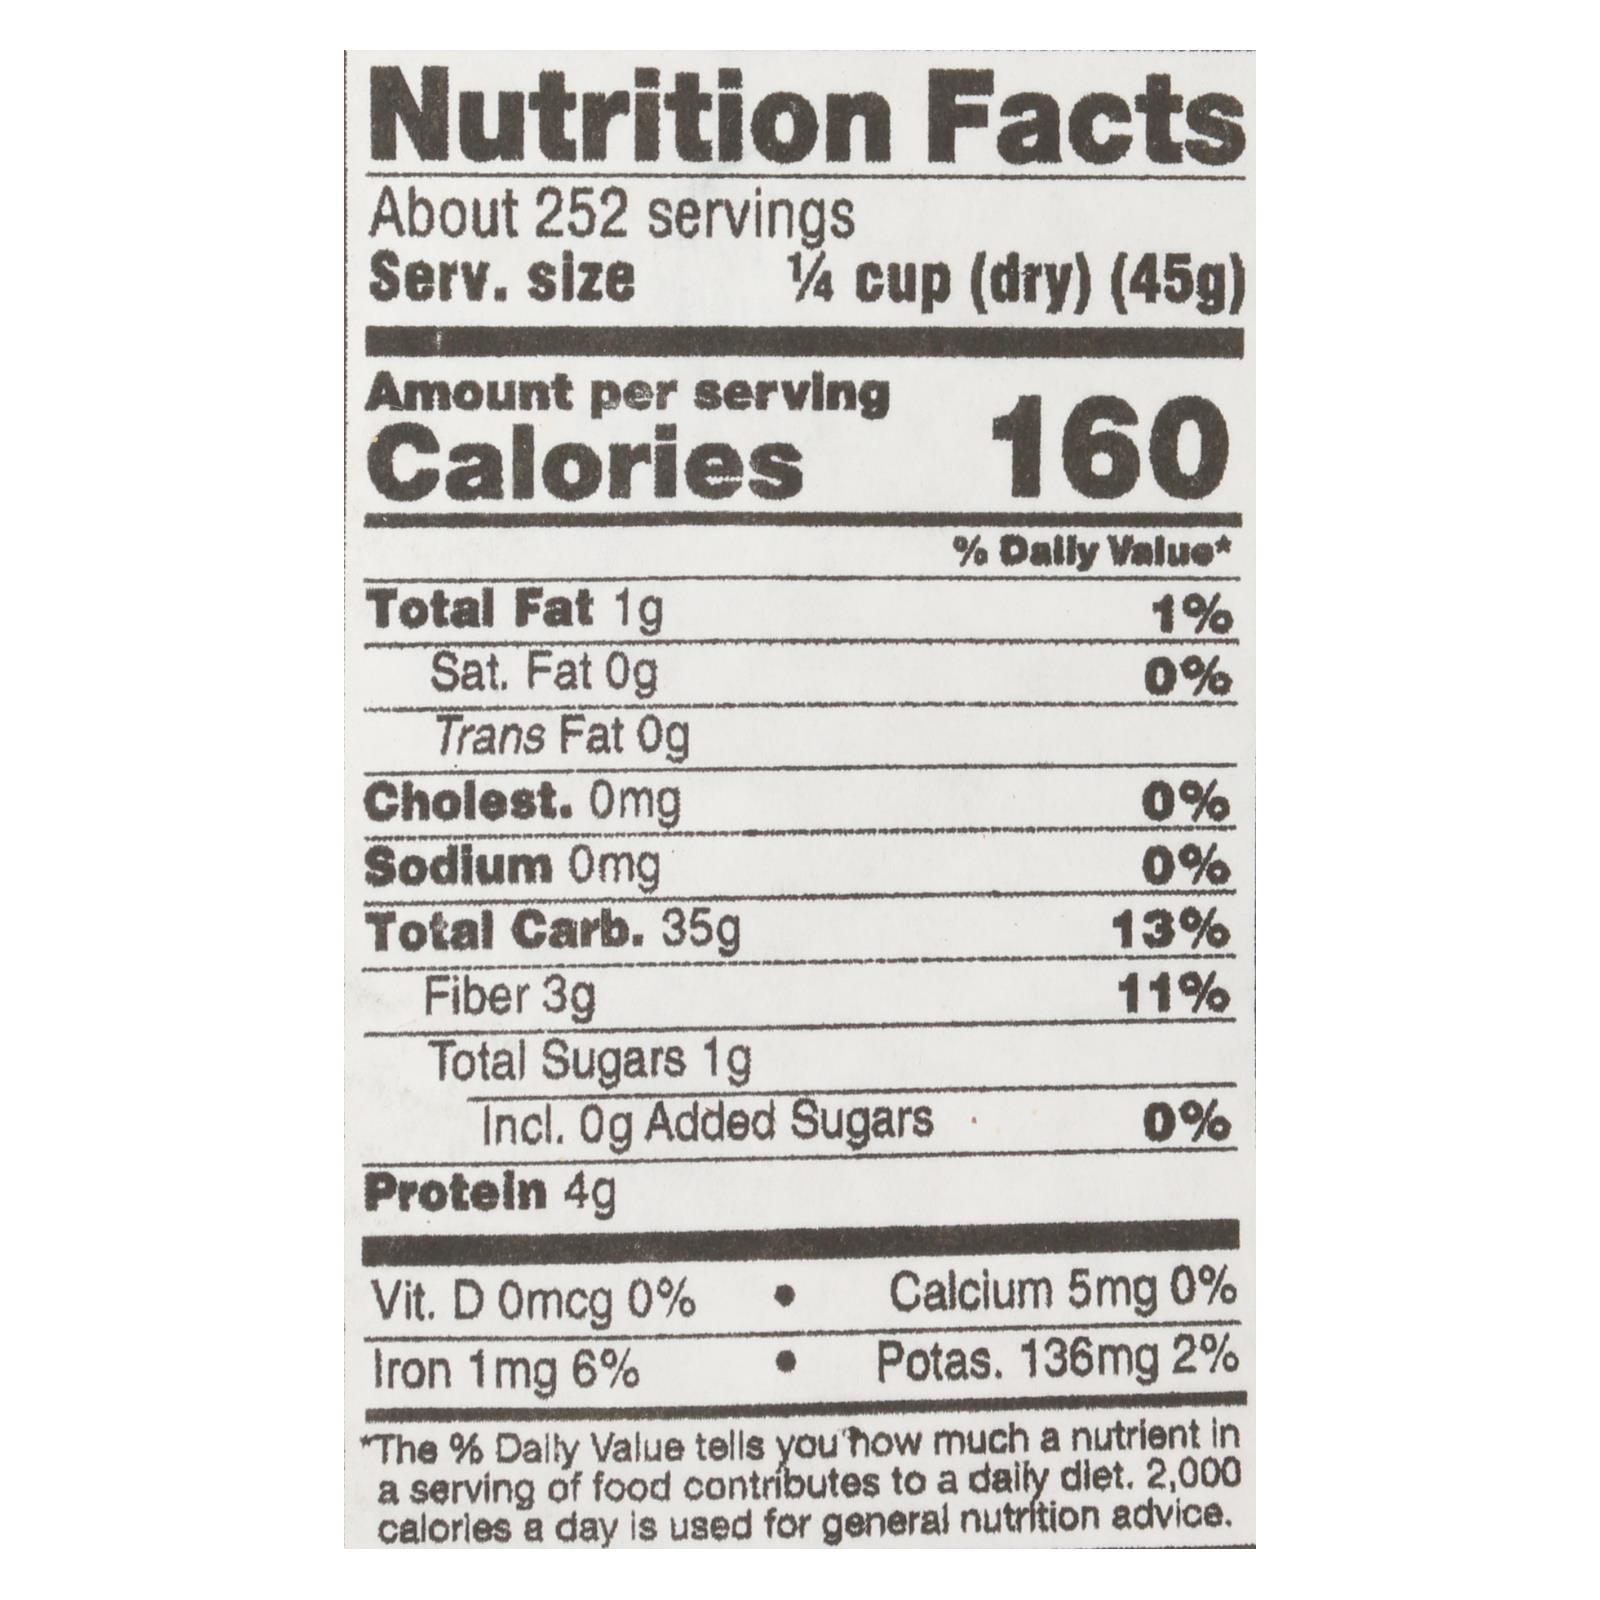 Nutrition Facts
About 252 servings
Serv. size ¼ cup (dry) (45g)
Amount per serving
Calories 160
% Daily Value*
Total Fat 1g 1%
Sat. Fat 0g 0%
Trans Fat 0g
Cholest. 0mg 0%
Sodium 0mg 0%
Total Carb. 35g 13%
Fiber 3g 11%
Total Sugars 1g
Incl. 0g Added Sugars 0%
Protein 4g
Vit. D 0mcg 0% • Calcium 5mg 0%
Iron 1mg 6% • Potas. 136mg 2%
*The % Daily Value tells you how much a nutrient in
a serving of food contributes to a daily diet. 2,000
calories a day is used for general nutrition advice.